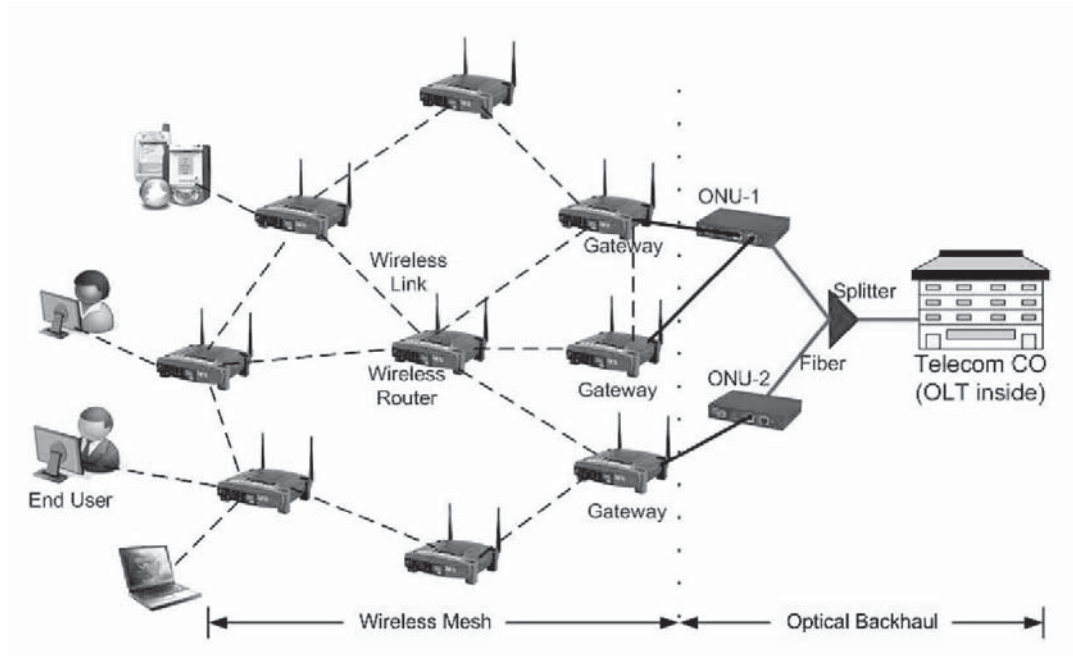 ONU-1
Gateway
Wireless
Link
Splitter
Telecom CO
(OLT inside)
Fiber
Wireless
Router
Gateway
ONU-2
End User
Gateway
Wireless Mesh
Optical Backhaul